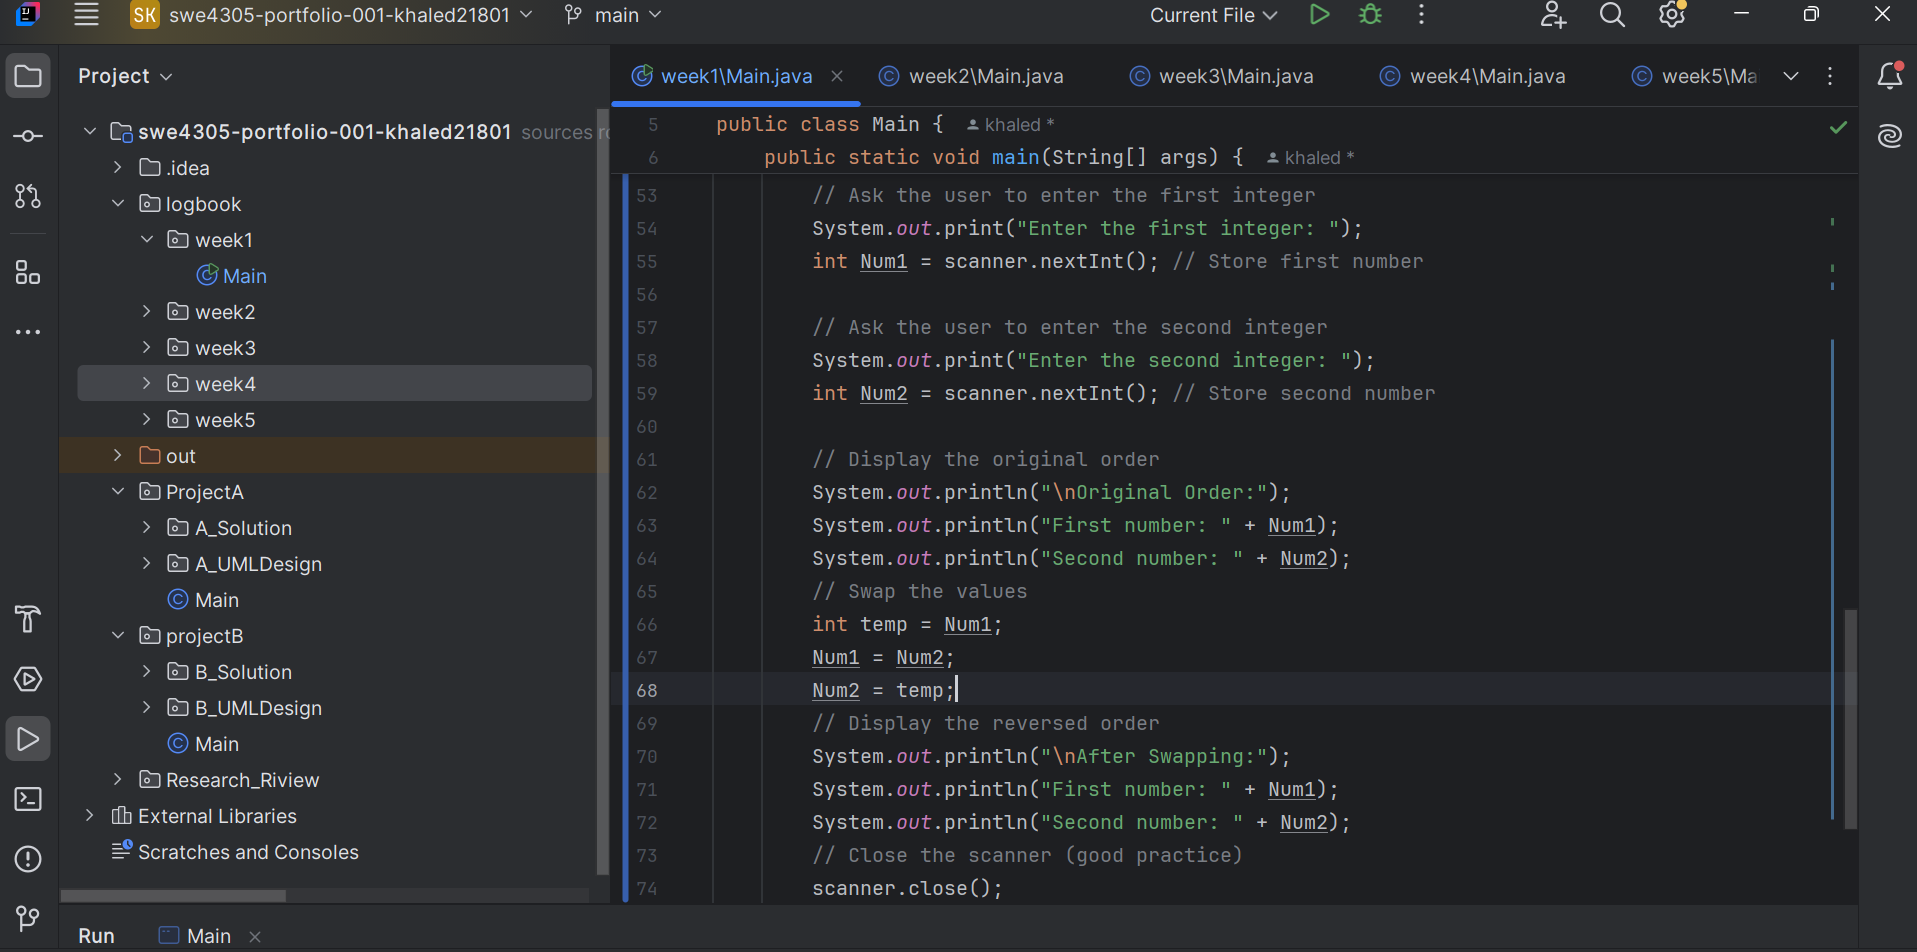 SK swe4305-portfolio-001-khaled21801 main Current File
Project
swe4305-portfolio-001-khaled21801 sources
.idea
logbook
week1
Main
week2
week3
week4
week5
out
ProjectA
A_Solution
A_UMLDesign
Main
projectB
B_Solution
B_UMLDesign
Main
Research_Riview
External Libraries
Scratches and Consoles
week1\Main.java week2\Main.java week3\Main.java week4\Main.java week5\Ma
5 public class Main { khaled *
6 public static void main(String[] args) { khaled *
53 // Ask the user to enter the first integer
54 System.out.print("Enter the first integer: ");
55 int Num1 = scanner.nextInt(); // Store first number
56
57 // Ask the user to enter the second integer
58 System.out.print("Enter the second integer: ");
59 int Num2 = scanner.nextInt(); // Store second number
60
61 // Display the original order
62 System.out.println("\nOriginal Order:");
63 System.out.println("First number: " + Num1);
64 System.out.println("Second number: " + Num2);
65 // Swap the values
66 int temp = Num1;
67 Num1 = Num2;
68 Num2 = temp;
69 // Display the reversed order
70 System.out.println("\nAfter Swapping:");
71 System.out.println("First number: " + Num1);
72 System.out.println("Second number: " + Num2);
73 // Close the scanner (good practice)
74 scanner.close();
Run Main